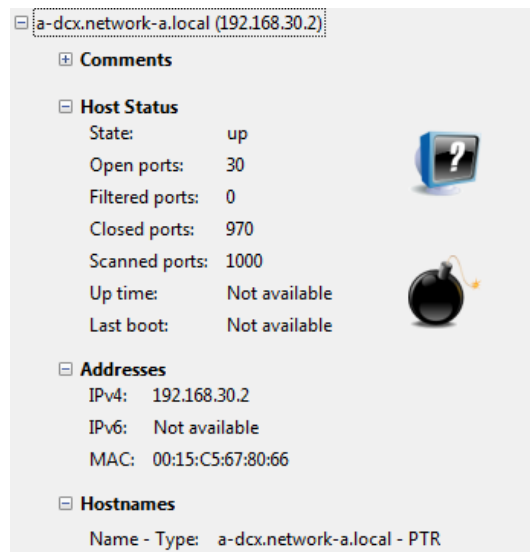 a-dcx.network-a.local (192.168.30.2)
Comments
Host Status
State: up
Open ports: 30
Filtered ports: 0
Closed ports: 970
Scanned ports: 1000
Up time: Not available
Last boot: Not available
Addresses
IPv4: 192.168.30.2
IPv6: Not available
MAC: 00:15:C5:67:80:66
Hostnames
Name - Type: a-dcx.network-a.local - PTR